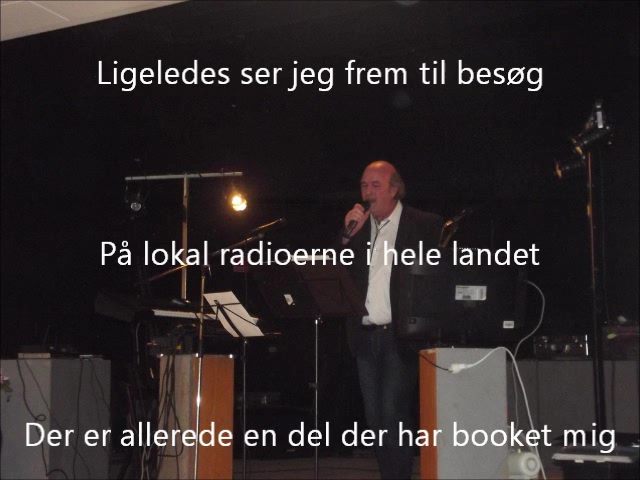 Ligeledes ser jeg frem til besøg
På lokal radioerne i hele landet
Der er allerede en del der har booket mig